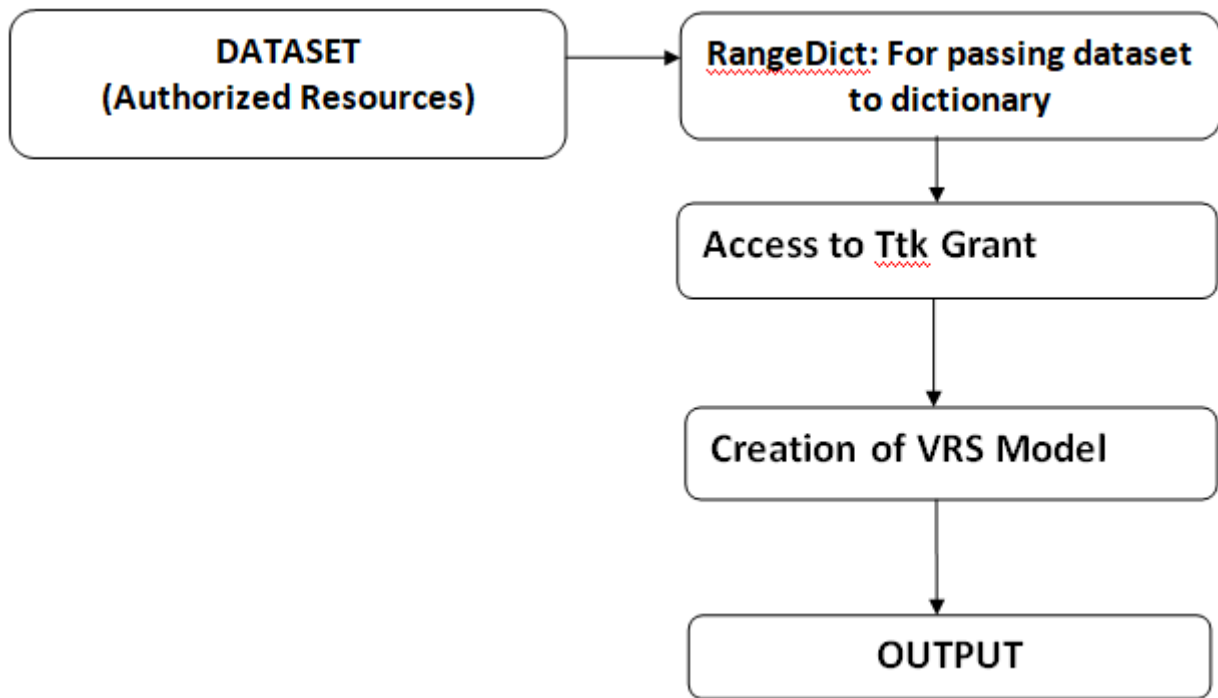 DATASET
(Authorized Resources)
RangeDict: For passing dataset
to dictionary
Access to Ttk Grant
Creation of VRS Model
OUTPUT